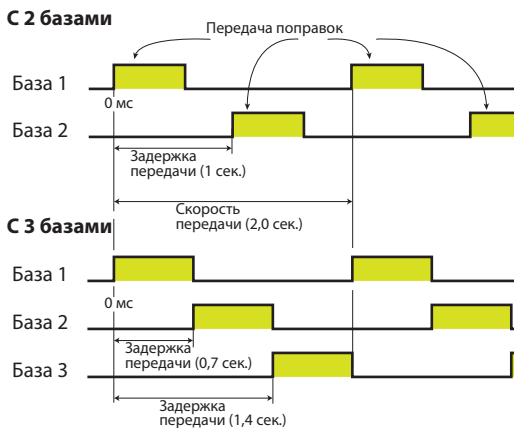 С 2 базами
Передача поправок
База 1
0 мс
База 2
Задержка
передачи (1 сек.)
Скорость
передачи (2,0 сек.)
С 3 базами
База 1
0 мс
База 2
Задержка
передачи (0,7 сек.)
База 3
Задержка
передачи (1,4 сек.)